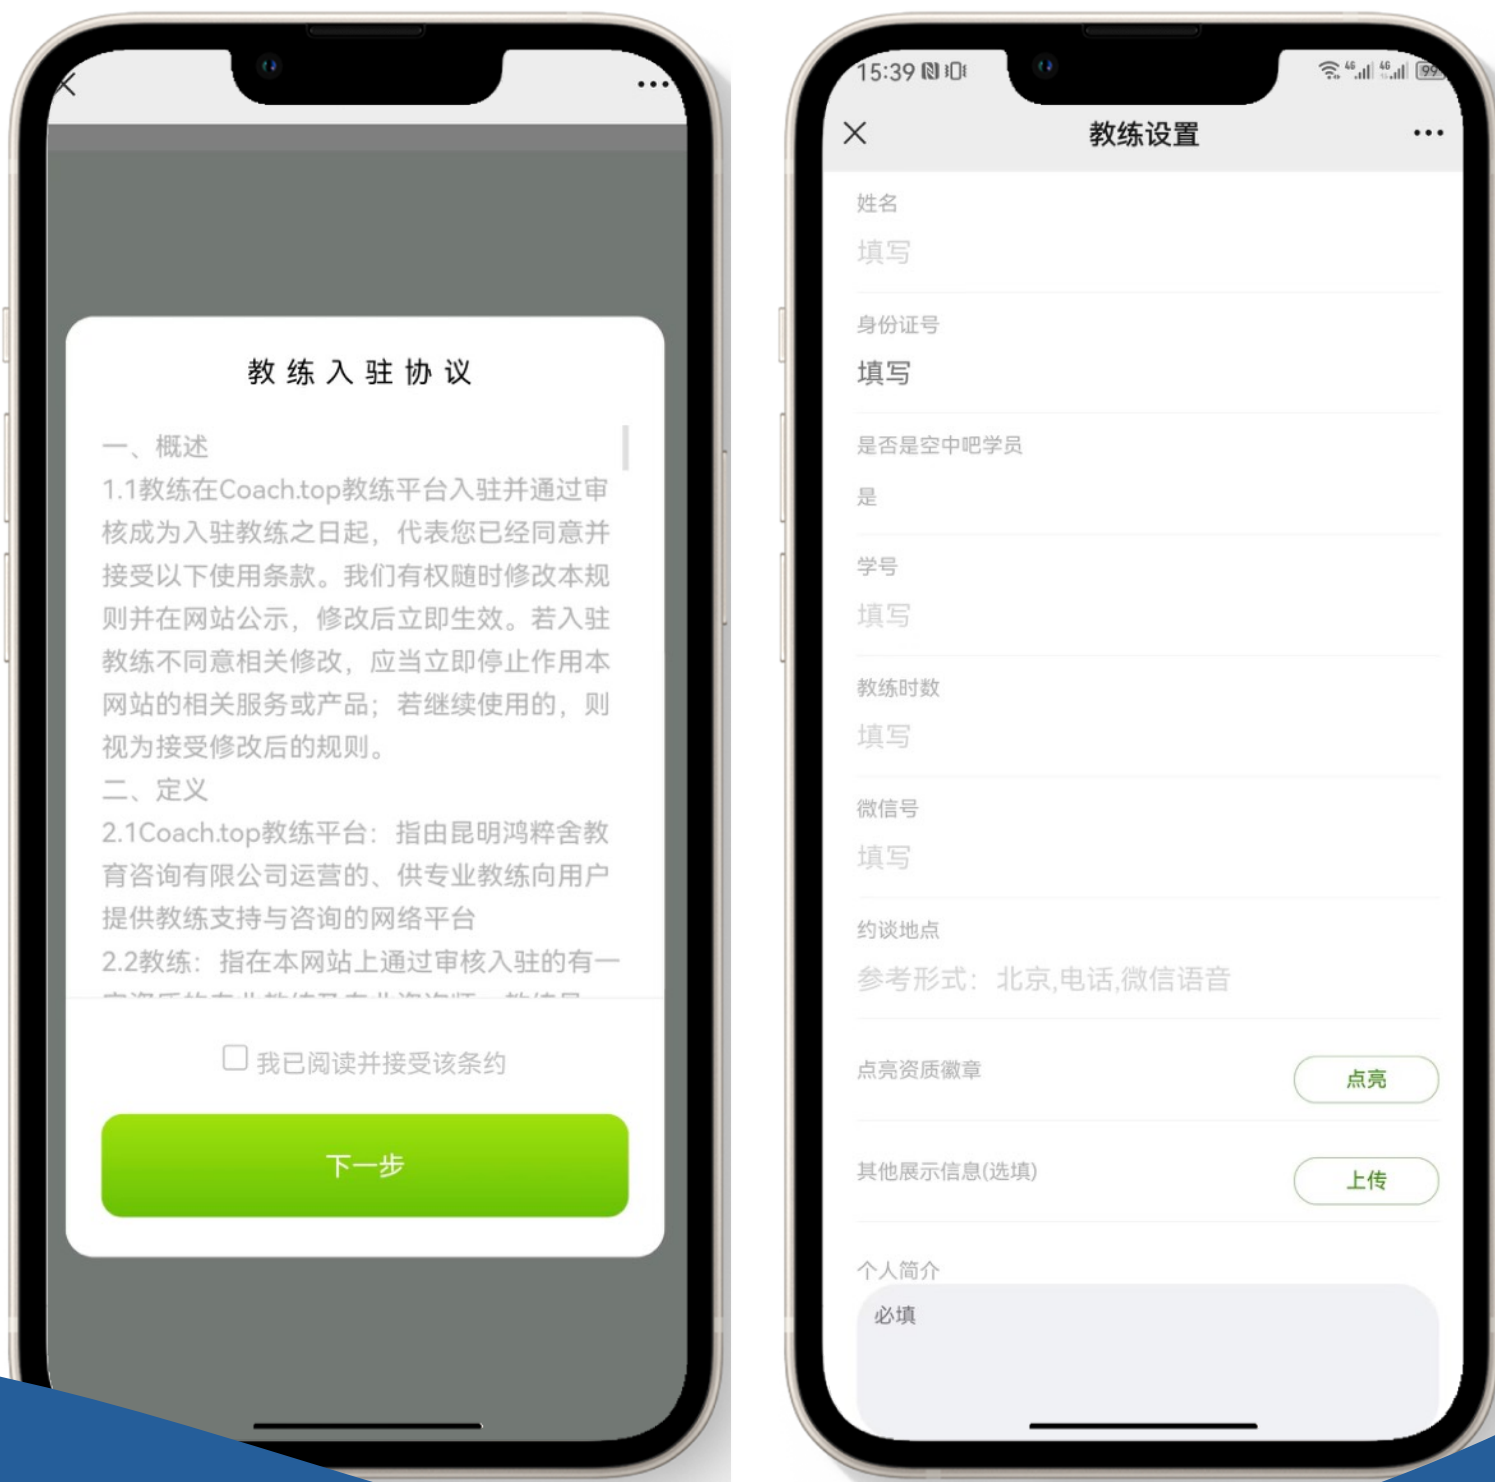 教练入驻协议
一、概述
1.1教练在Coach.top教练平台入驻并通过审
核成为入驻教练之日起，代表您已经同意并
接受以下使用条款。我们有权随时修改本规
则并在网站公示，修改后立即生效。若入驻
教练不同意相关修改，应当立即停止作用本
网站的相关服务或产品；若继续使用的，则
视为接受修改后的规则。
二、定义
2.1Coach.top教练平台：指由昆明鸿粹舍教
育咨询有限公司运营的、供专业教练向用户
提供教练支持与咨询的网络平台
2.2教练：指在本网站上通过审核入驻的有一
我已阅读并接受该条约
下一步
15:39
教练设置
姓名
填写
身份证号
填写
是否是空中吧学员
是
学号
填写
教练时数
填写
微信号
填写
约谈地点
参考形式：北京,电话,微信语音
点亮资质徽章
点亮
其他展示信息(选填)
上传
个人简介
必填